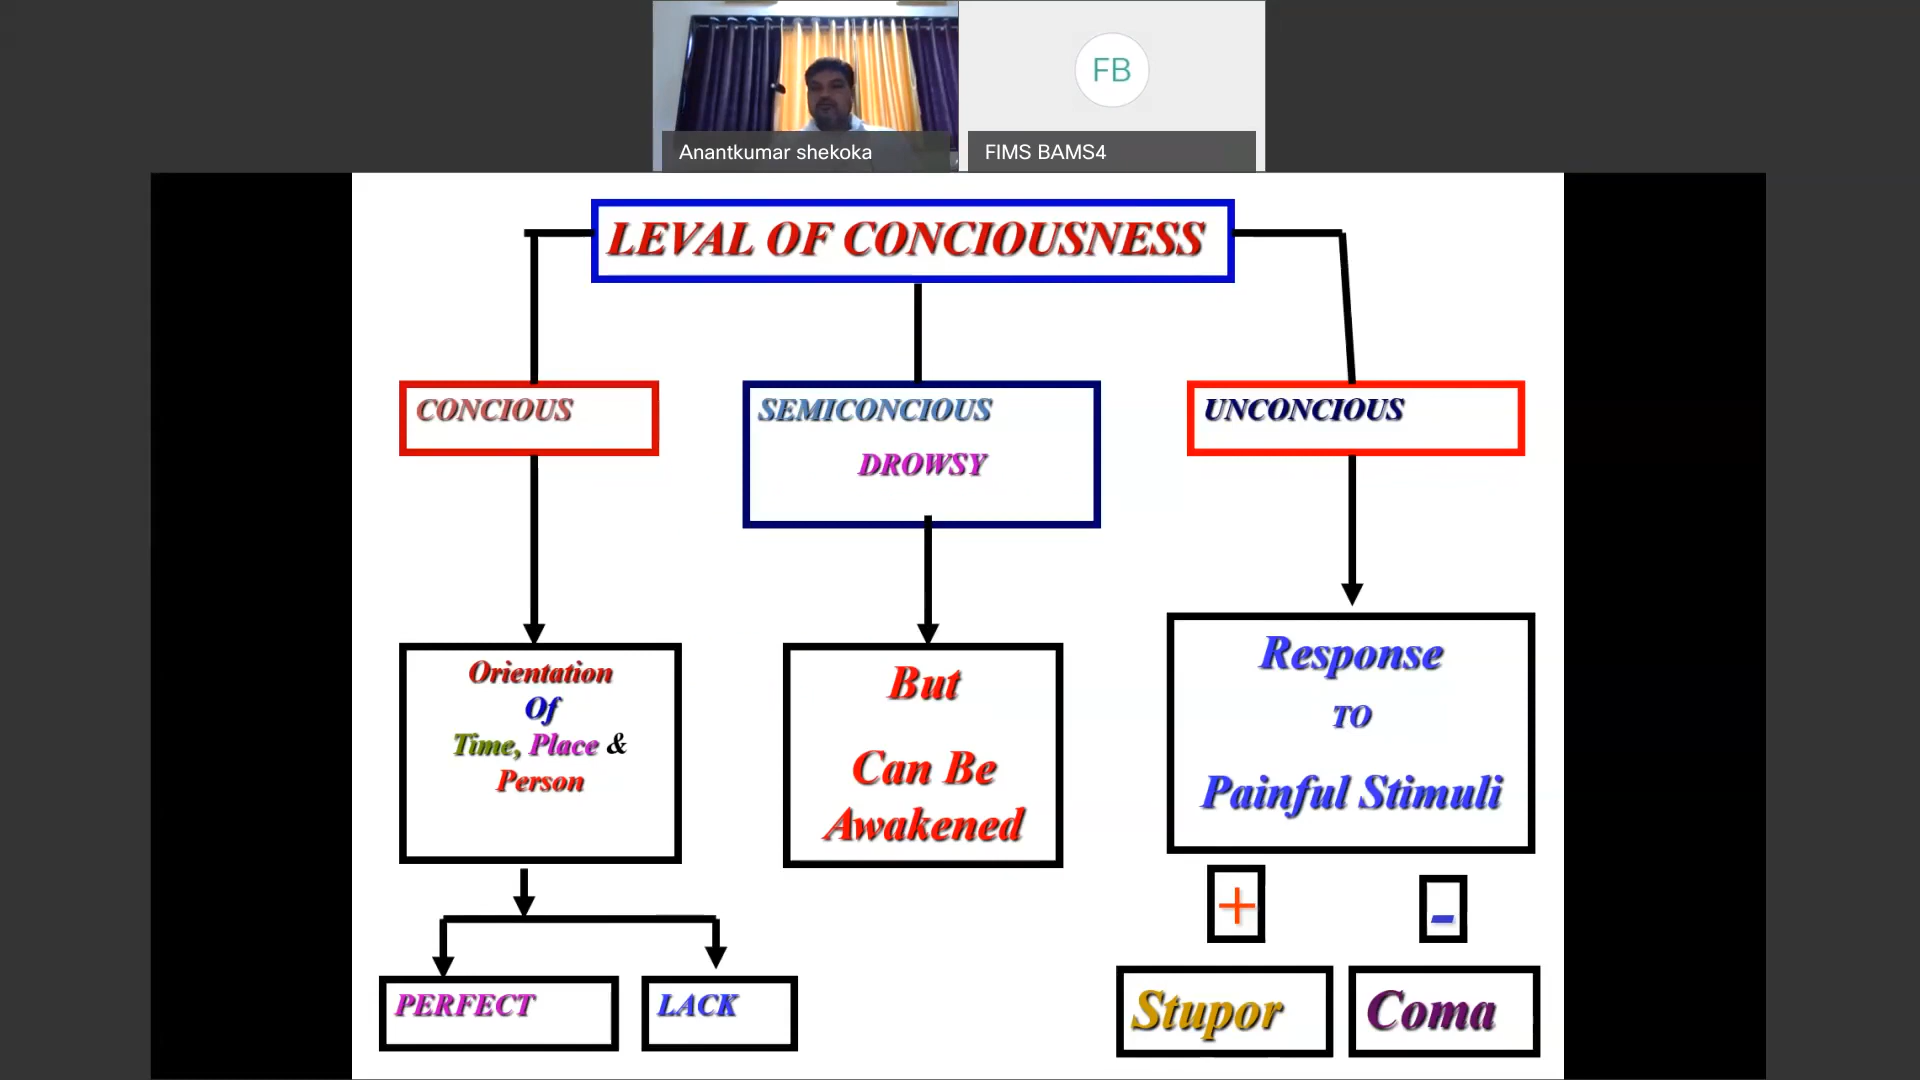 FB
Anantkumar shekoka
FIMS BAMS4
LEVAL OF CONCIOUSNESS
CONCIOUS
SEMICONCIOUS
DROWSY
UNCONCIOUS
Orientation
Of
Time, Place &
Person
But
Can Be
Awakened
Response
TO
Painful Stimuli
+
-
PERFECT
LACK
Stupor
Coma